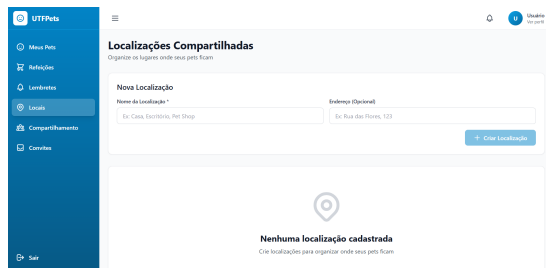 UTFPets
Meus Pets
Refeições
Lembretes
Locais
Compartilhamento
Convites
Sair
U
Usuário
Ver perfil
Localizações Compartilhadas
Organize os lugares onde seus pets ficam
Nova Localização
Nome da Localização *
Ex: Casa, Escritório, Pet Shop
Endereço (Opcional)
Ex: Rua das Flores, 123
+ Criar Localização
Nenhuma localização cadastrada
Crie localizações para organizar onde seus pets ficam